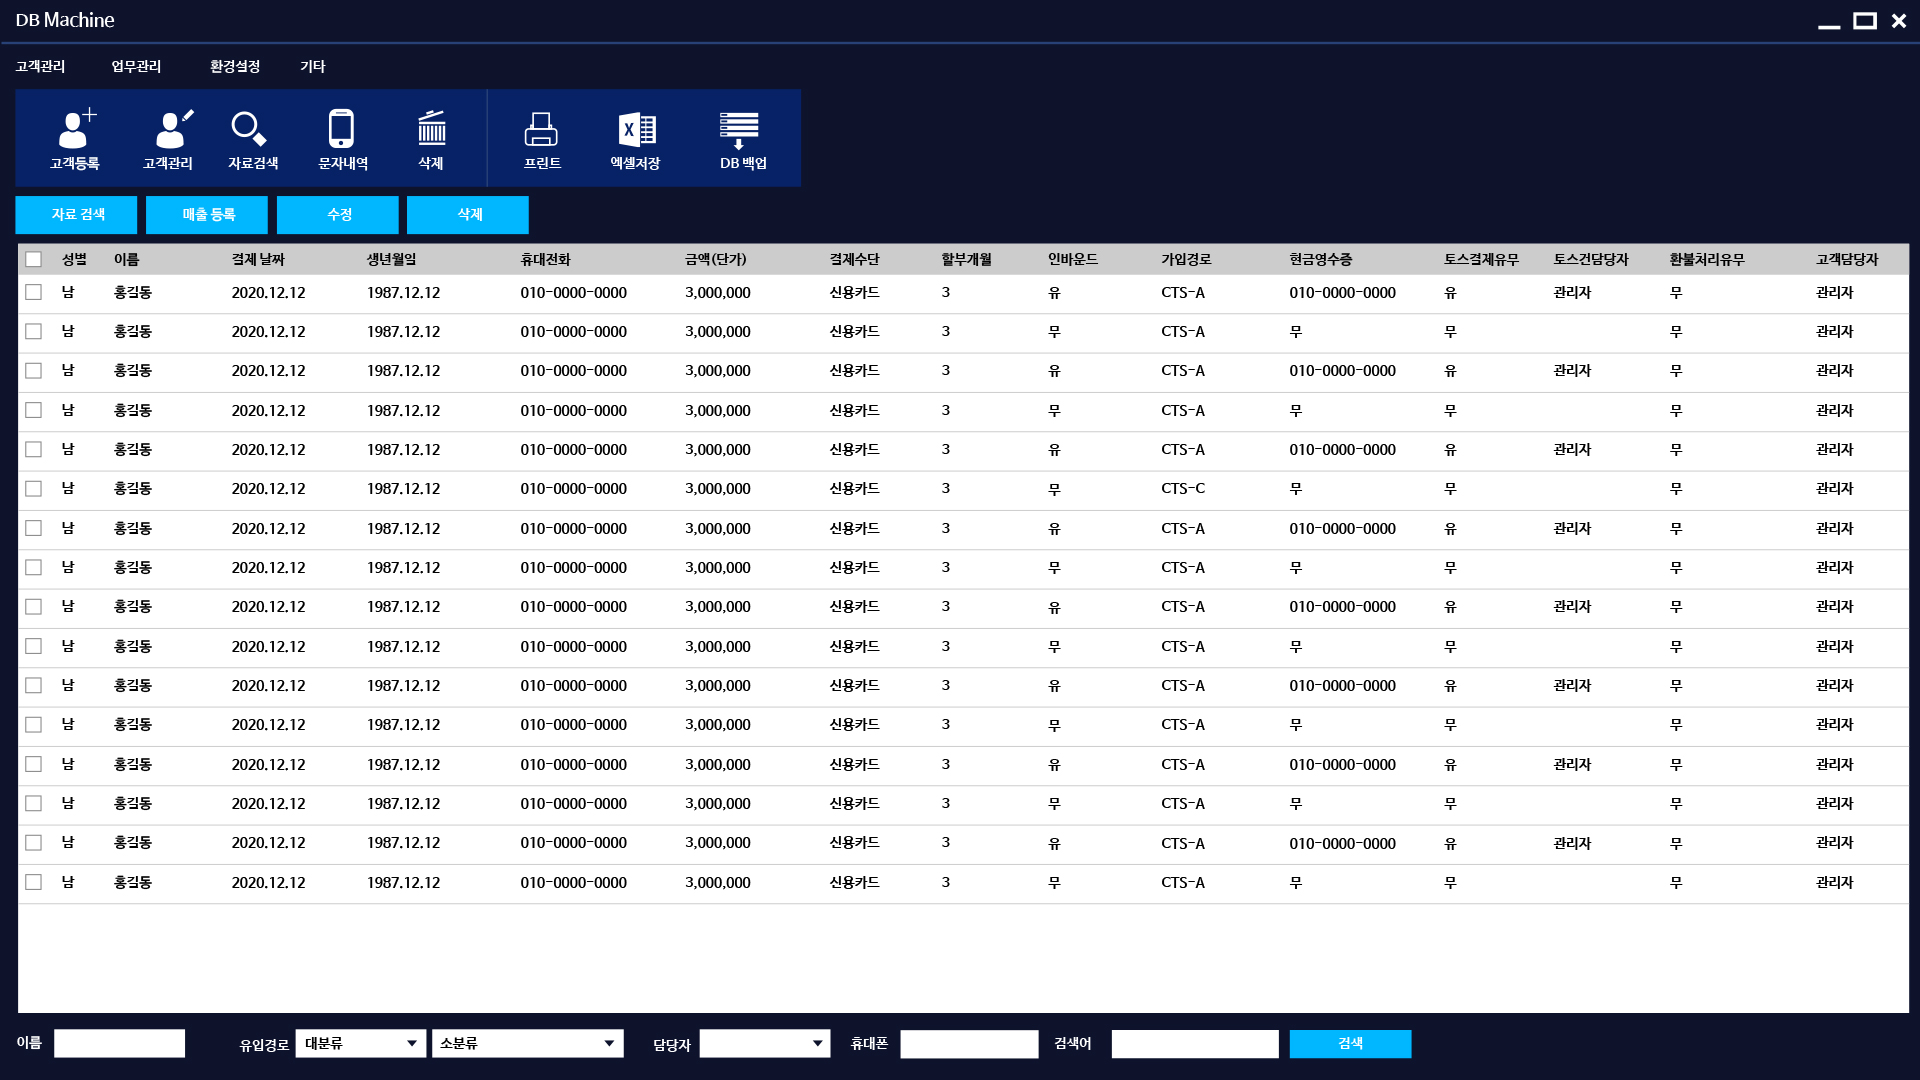 DB Machine
고객관리 업무관리 환경설정 기타
고객등록 고객관리 자료검색 문자내역 삭제 프린트 엑셀저장 DB 백업
자료 검색 매출 등록 수정 삭제
성별 이름 결제 날짜 생년월일 휴대전화 금액(단가) 결제수단 할부개월 인바운드 가입경로 현금영수증 토스결제유무 토스건담당자 환불처리유무 고객담당자
남 홍길동 2020.12.12 1987.12.12 010-0000-0000 3,000,000 신용카드 3 유 CTS-A 010-0000-0000 유 관리자 무 관리자
남 홍길동 2020.12.12 1987.12.12 010-0000-0000 3,000,000 신용카드 3 무 CTS-A 무 무 무 관리자
남 홍길동 2020.12.12 1987.12.12 010-0000-0000 3,000,000 신용카드 3 유 CTS-A 010-0000-0000 유 관리자 무 관리자
남 홍길동 2020.12.12 1987.12.12 010-0000-0000 3,000,000 신용카드 3 무 CTS-A 무 무 무 관리자
남 홍길동 2020.12.12 1987.12.12 010-0000-0000 3,000,000 신용카드 3 유 CTS-A 010-0000-0000 유 관리자 무 관리자
남 홍길동 2020.12.12 1987.12.12 010-0000-0000 3,000,000 신용카드 3 무 CTS-C 무 무 무 관리자
남 홍길동 2020.12.12 1987.12.12 010-0000-0000 3,000,000 신용카드 3 유 CTS-A 010-0000-0000 유 관리자 무 관리자
남 홍길동 2020.12.12 1987.12.12 010-0000-0000 3,000,000 신용카드 3 무 CTS-A 무 무 무 관리자
남 홍길동 2020.12.12 1987.12.12 010-0000-0000 3,000,000 신용카드 3 유 CTS-A 010-0000-0000 유 관리자 무 관리자
남 홍길동 2020.12.12 1987.12.12 010-0000-0000 3,000,000 신용카드 3 무 CTS-A 무 무 무 관리자
남 홍길동 2020.12.12 1987.12.12 010-0000-0000 3,000,000 신용카드 3 유 CTS-A 010-0000-0000 유 관리자 무 관리자
남 홍길동 2020.12.12 1987.12.12 010-0000-0000 3,000,000 신용카드 3 무 CTS-A 무 무 무 관리자
남 홍길동 2020.12.12 1987.12.12 010-0000-0000 3,000,000 신용카드 3 유 CTS-A 010-0000-0000 유 관리자 무 관리자
남 홍길동 2020.12.12 1987.12.12 010-0000-0000 3,000,000 신용카드 3 무 CTS-A 무 무 무 관리자
남 홍길동 2020.12.12 1987.12.12 010-0000-0000 3,000,000 신용카드 3 유 CTS-A 010-0000-0000 유 관리자 무 관리자
남 홍길동 2020.12.12 1987.12.12 010-0000-0000 3,000,000 신용카드 3 무 CTS-A 무 무 무 관리자
이름 유입경로 대분류 소분류 담당자 휴대폰 검색어 검색